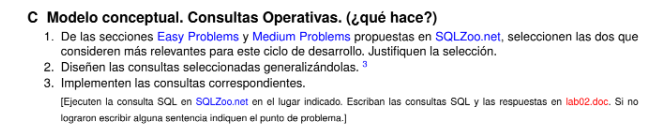 C Modelo conceptual. Consultas Operativas. (¿qué hace?)
1. De las secciones Easy Problems y Medium Problems propuestas en SQLZoo.net, seleccionen las dos que
consideren más relevantes para este ciclo de desarrollo. Justifiquen la selección.
2. Diseñen las consultas seleccionadas generalizándolas. 3
3. Implementen las consultas correspondientes.
[Ejecuten la consulta SQL en SQLZoo.net en el lugar indicado. Escriban las consultas SQL y las respuestas en lab02.doc. Si no
lograron escribir alguna sentencia indiquen el punto de problema.]